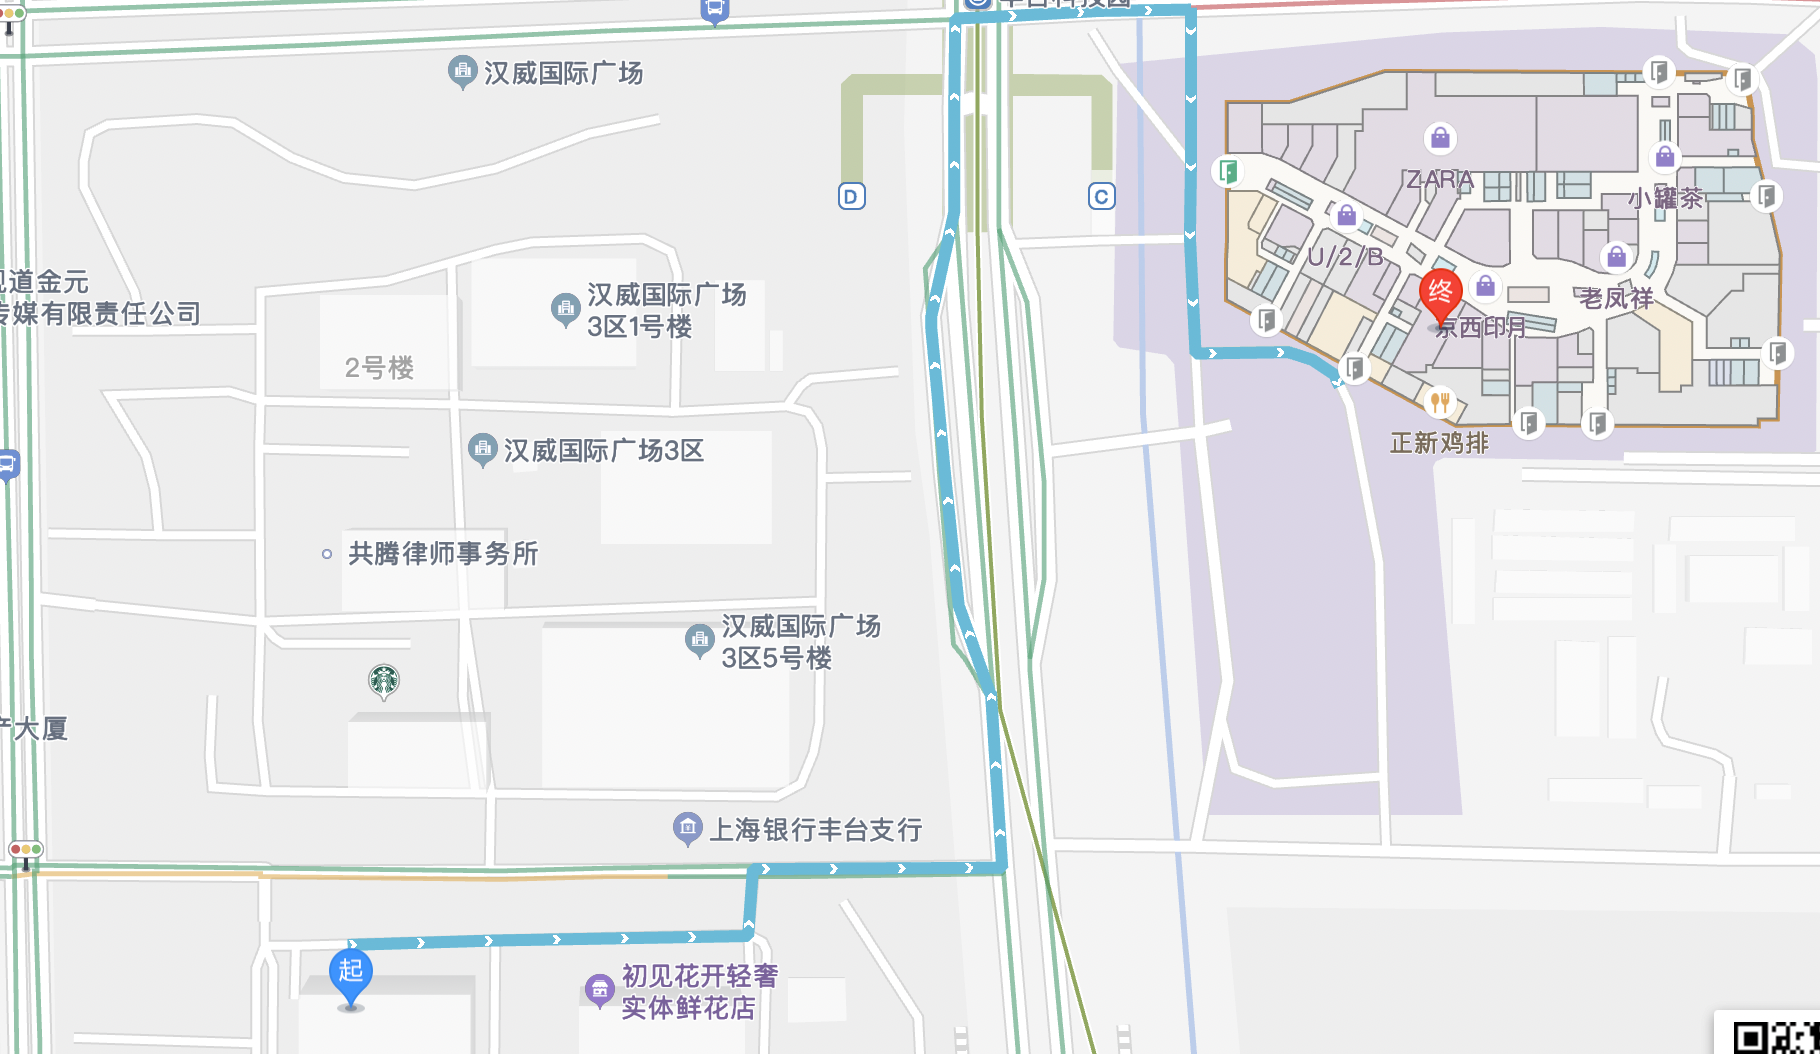 汉威国际广场
D
C
ZARA
小罐茶
U/2/B
老凤祥
终
京西印月
正新鸡排
道金元
传媒有限责任公司
汉威国际广场
3区1号楼
2号楼
汉威国际广场3区
共腾律师事务所
汉威国际广场
3区5号楼
大厦
上海银行丰台支行
起
初见花开轻奢
实体鲜花店